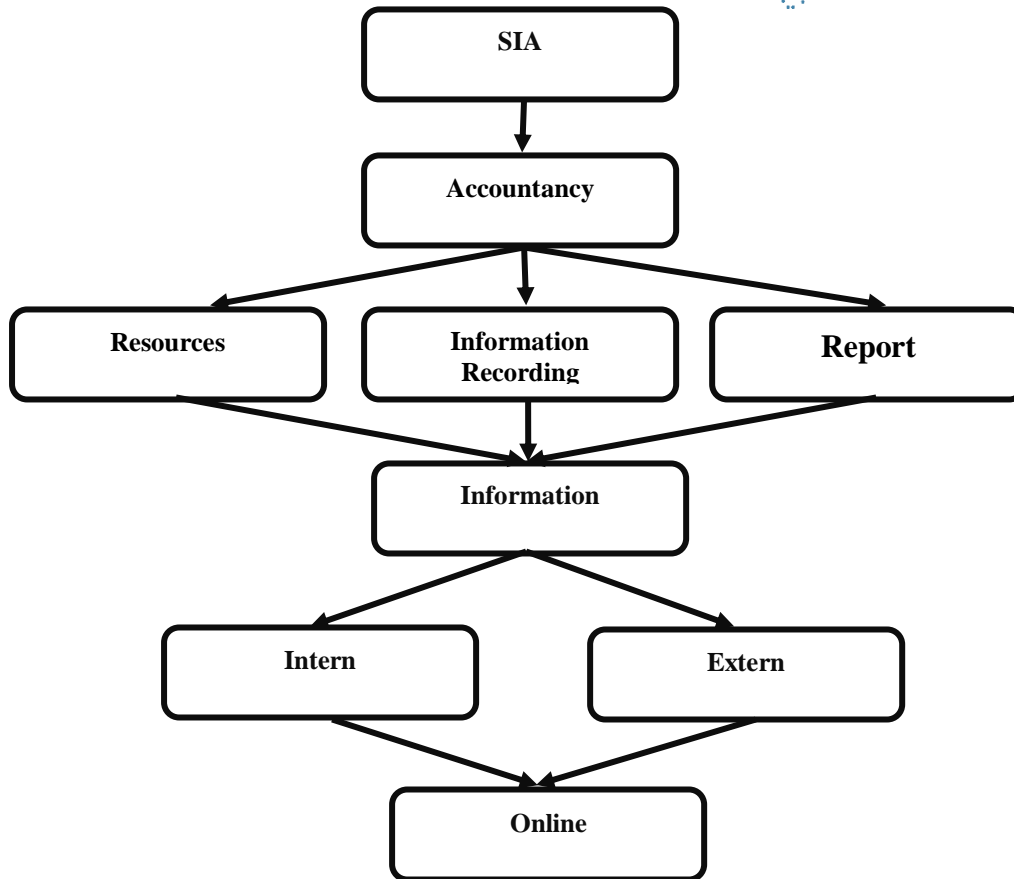 SIA
Accountancy
Resources
Information
Recording
Report
Information
Intern
Extern
Online